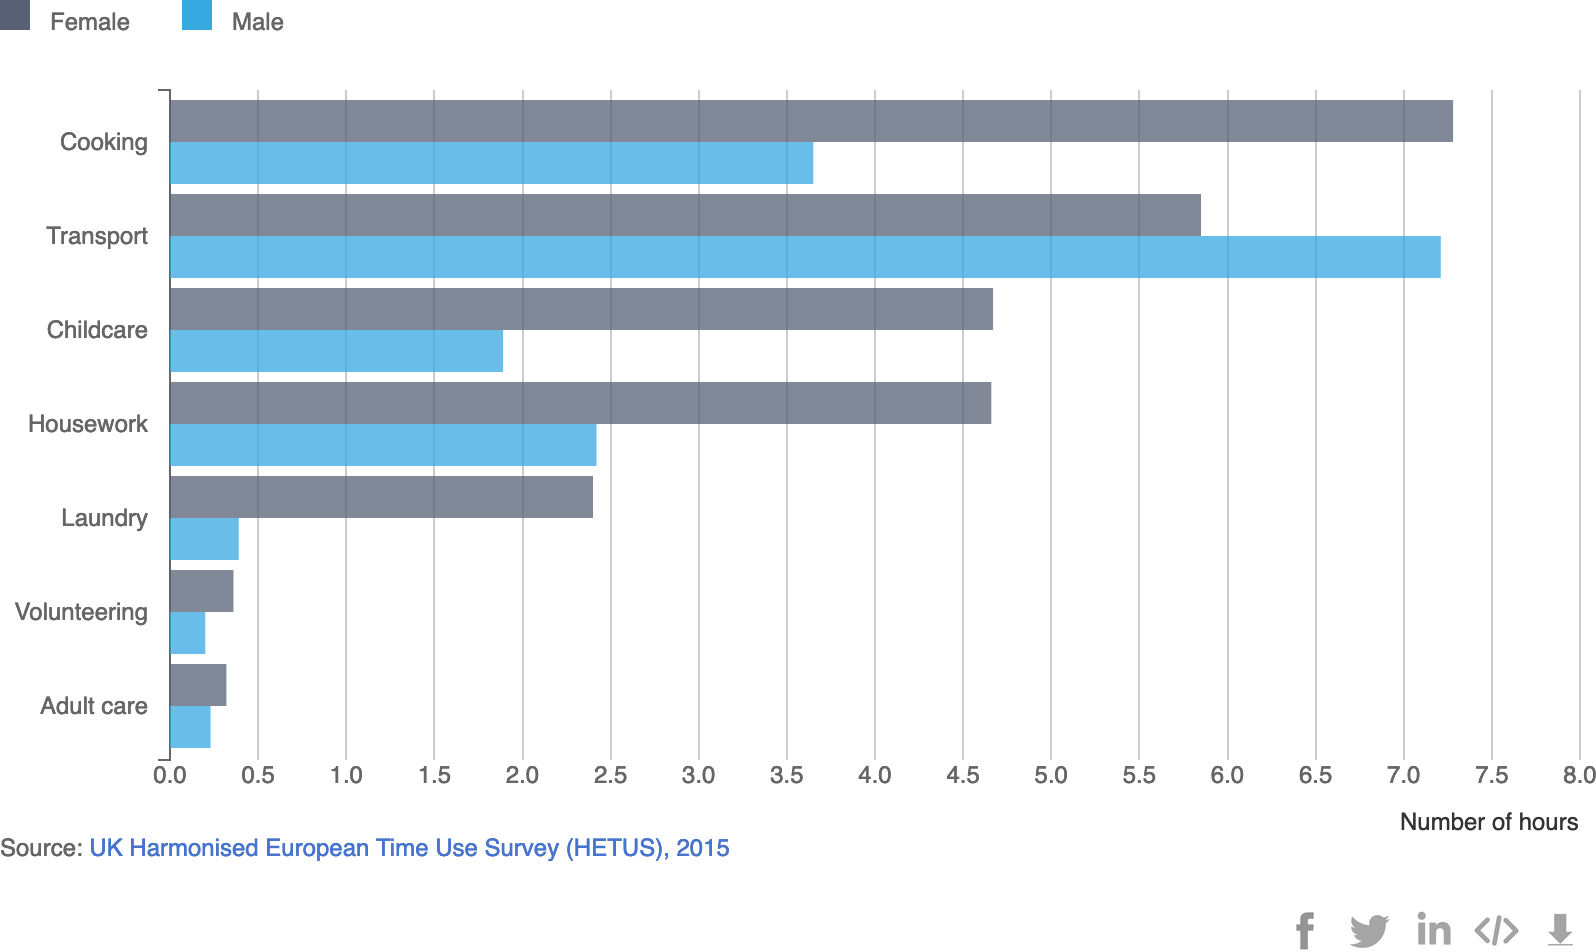 Female Male
Cooking
Transport
Childcare
Housework
Laundry
Volunteering
Adult care
0.0 0.5 1.0 1.5 2.0 2.5 3.0 3.5 4.0 4.5 5.0 5.5 6.0 6.5 7.0 7.5 8.0
Number of hours
Source: UK Harmonised European Time Use Survey (HETUS), 2015
f in </>